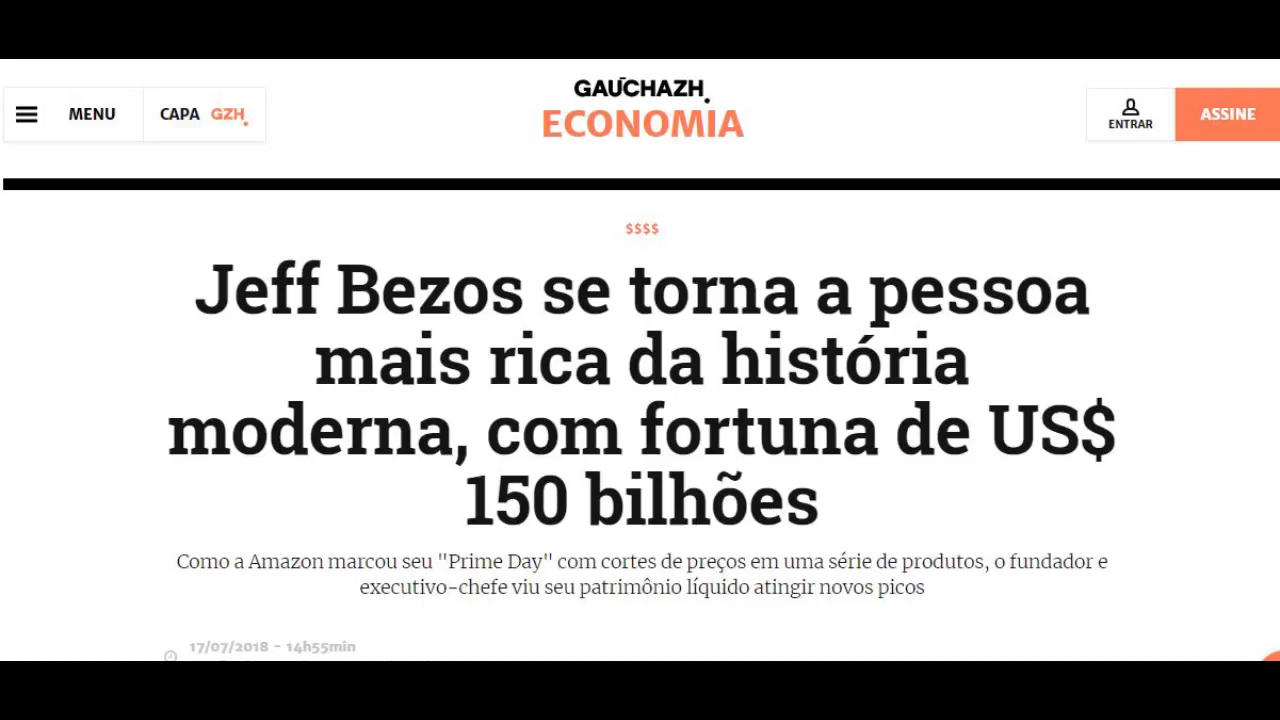 GAÚCHAZH.
MENU
CAPA GZH.
ECONOMIA
ENTRAR
ASSINE
$$$$
Jeff Bezos se torna a pessoa
mais rica da história
moderna, com fortuna de US$
150 bilhões
Como a Amazon marcou seu "Prime Day" com cortes de preços em uma série de produtos, o fundador e
executivo-chefe viu seu patrimônio líquido atingir novos picos
17/07/2018 - 14h55min